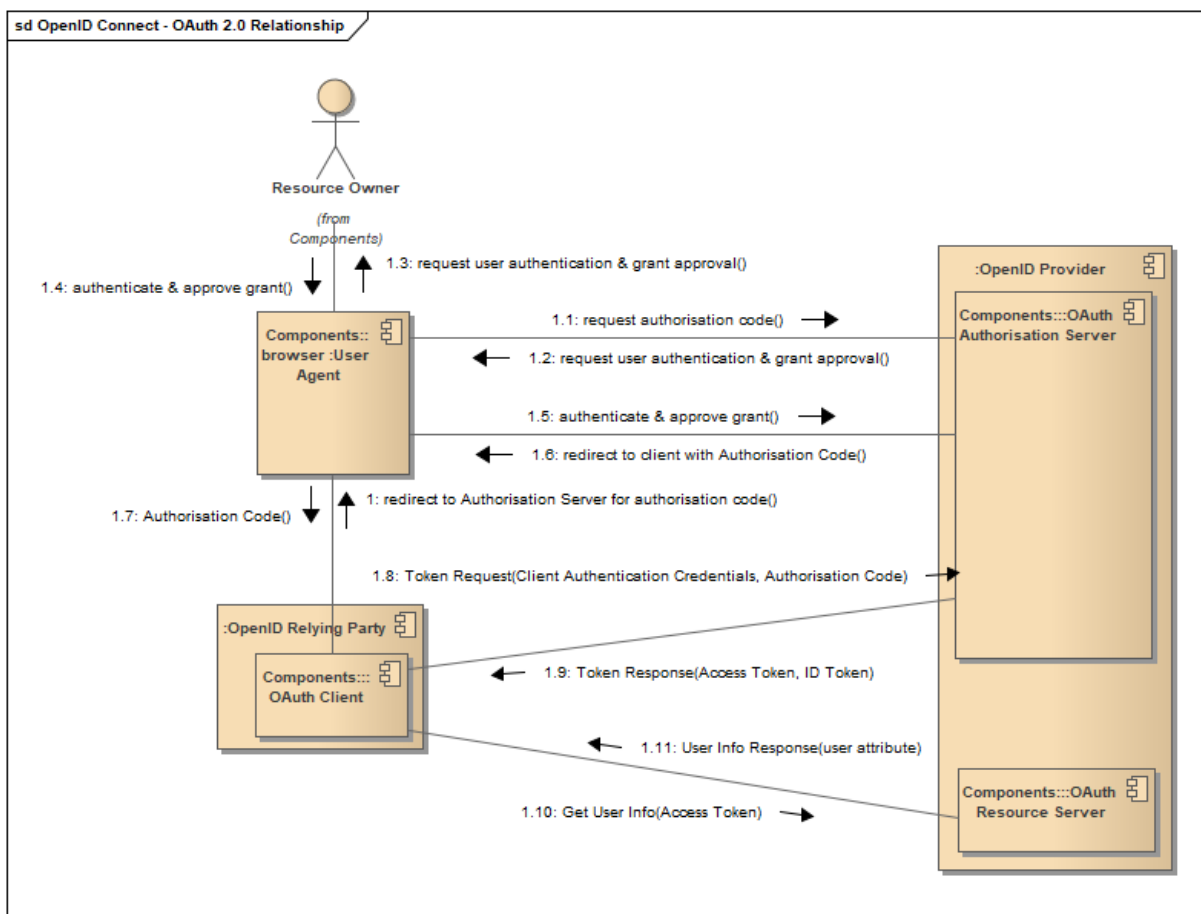 sd OpenID Connect - OAuth 2.0 Relationship
Resource Owner
(from
Components)
1.3: request user authentication & grant approval()
1.4: authenticate & approve grant()
:OpenID Provider
Components::
browser :User
Agent
1.1: request authorisation code()
Components:::OAuth
Authorisation Server
1.2: request user authentication & grant approval()
1.5: authenticate & approve grant()
1.6: redirect to client with Authorisation Code()
1: redirect to Authorisation Server for authorisation code()
1.7: Authorisation Code()
1.8: Token Request(Client Authentication Credentials, Authorisation Code)
:OpenID Relying Party
Components:::
OAuth Client
1.9: Token Response(Access Token, ID Token)
1.11: User Info Response(user attribute)
Components:::OAuth
Resource Server
1.10: Get User Info(Access Token)